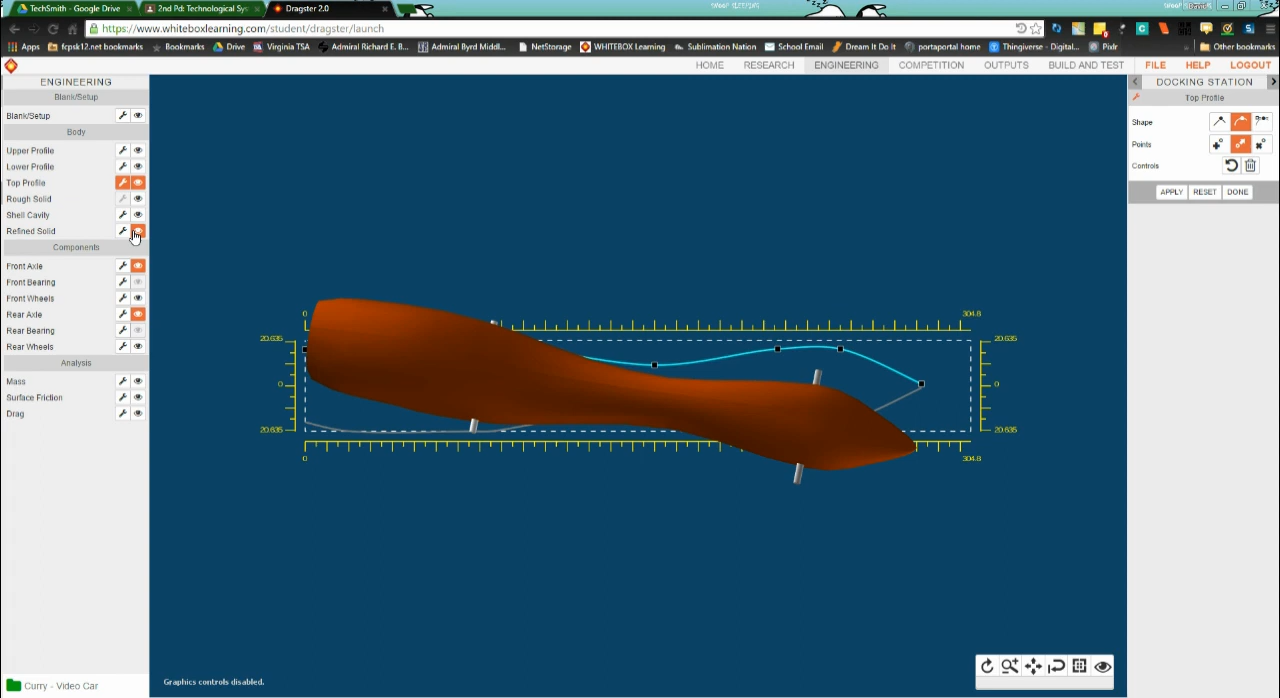 TechSmith - Google Drive
2nd Pd: Technological Sys
Dragster 2.0
https://www.whiteboxlearning.com/student/dragster/launch
Apps
fcpsk12.net bookmarks
Bookmarks
Drive
Virginia TSA
Admiral Richard E. B...
Admiral Byrd Middl...
NetStorage
WHITEBOX Learning
Sublimation Nation
School Email
Dream It Do It
portaportal home
Thingiverse - Digital...
Pixlr
Other bookmarks
HOME
RESEARCH
ENGINEERING
COMPETITION
OUTPUTS
BUILD AND TEST
FILE
HELP
LOGOUT
ENGINEERING
Blank/Setup
Blank/Setup
Body
Upper Profile
Lower Profile
Top Profile
Rough Solid
Shell Cavity
Refined Solid
Components
Front Axle
Front Bearing
Front Wheels
Rear Axle
Rear Bearing
Rear Wheels
Analysis
Mass
Surface Friction
Drag
Curry - Video Car
0
304.8
20.635
20.635
0
0
20.635
20.635
0
304.8
Graphics controls disabled.
DOCKING STATION
Top Profile
Shape
Points
Controls
APPLY
RESET
DONE